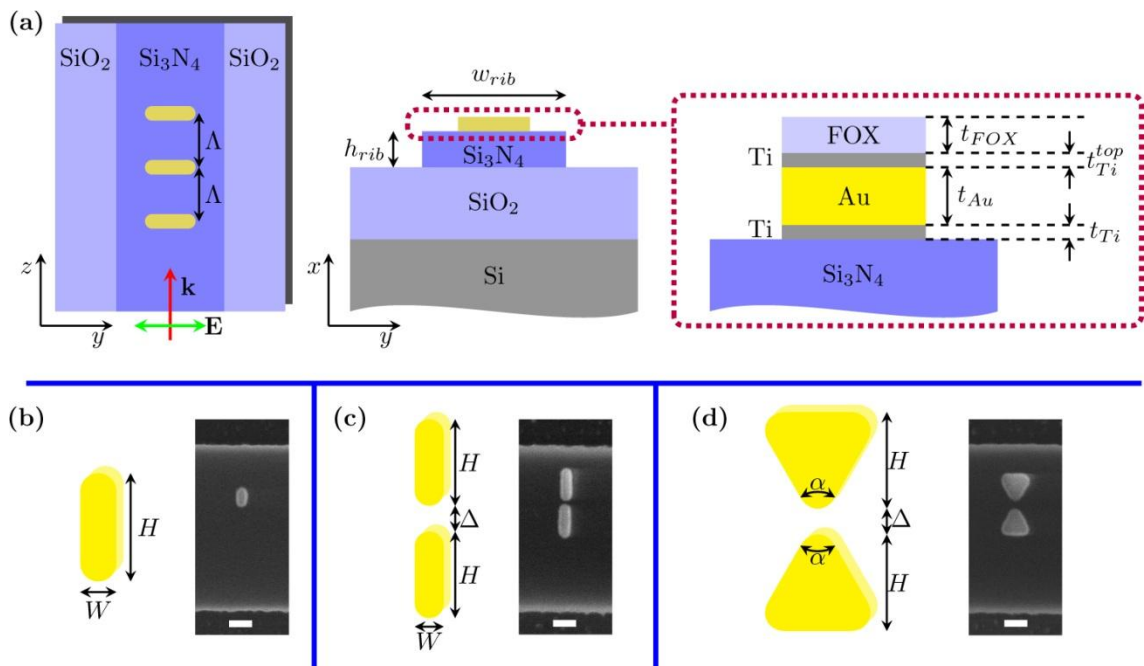 (a)
SiO2 Si3N4 SiO2
Λ
Λ
z
k
E
y
w_rib
h_rib
Si3N4
SiO2
Si
x
y
FOX
Ti
Au
Ti
Si3N4
t_FOX
t_Ti^top
t_Au
t_Ti
(b)
H
W
(c)
H
Δ
H
W
(d)
α
H
Δ
α
H